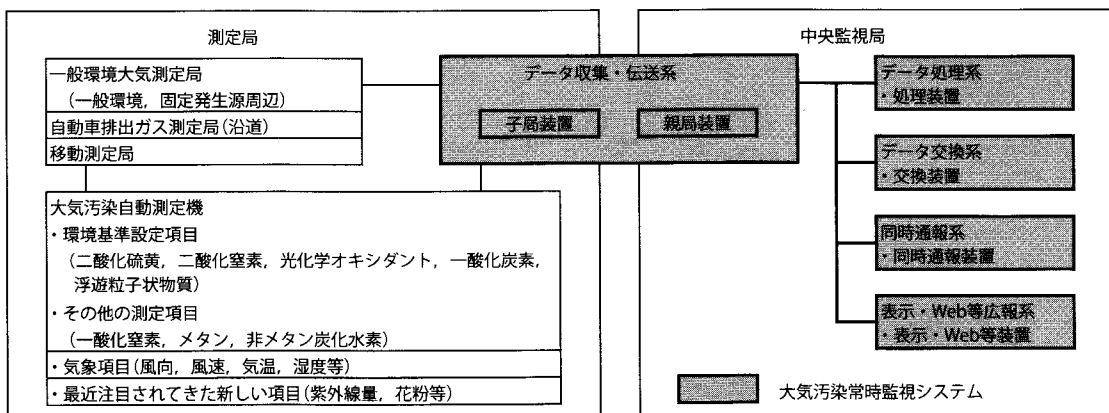 測定局
一般環境大気測定局
(一般環境，固定発生源周辺)
自動車排出ガス測定局(沿道)
移動測定局
大気汚染自動測定機
・環境基準設定項目
(二酸化硫黄，二酸化窒素，光化学オキシダント，一酸化炭素，
浮遊粒子状物質)
・その他の測定項目
(一酸化窒素，メタン，非メタン炭化水素)
・気象項目(風向，風速，気温，湿度等)
・最近注目されてきた新しい項目(紫外線量，花粉等)
データ収集・伝送系
子局装置
親局装置
中央監視局
データ処理系
・処理装置
データ交換系
・交換装置
同時通報系
・同時通報装置
表示・Web等広報系
・表示・Web等装置
大気汚染常時監視システム